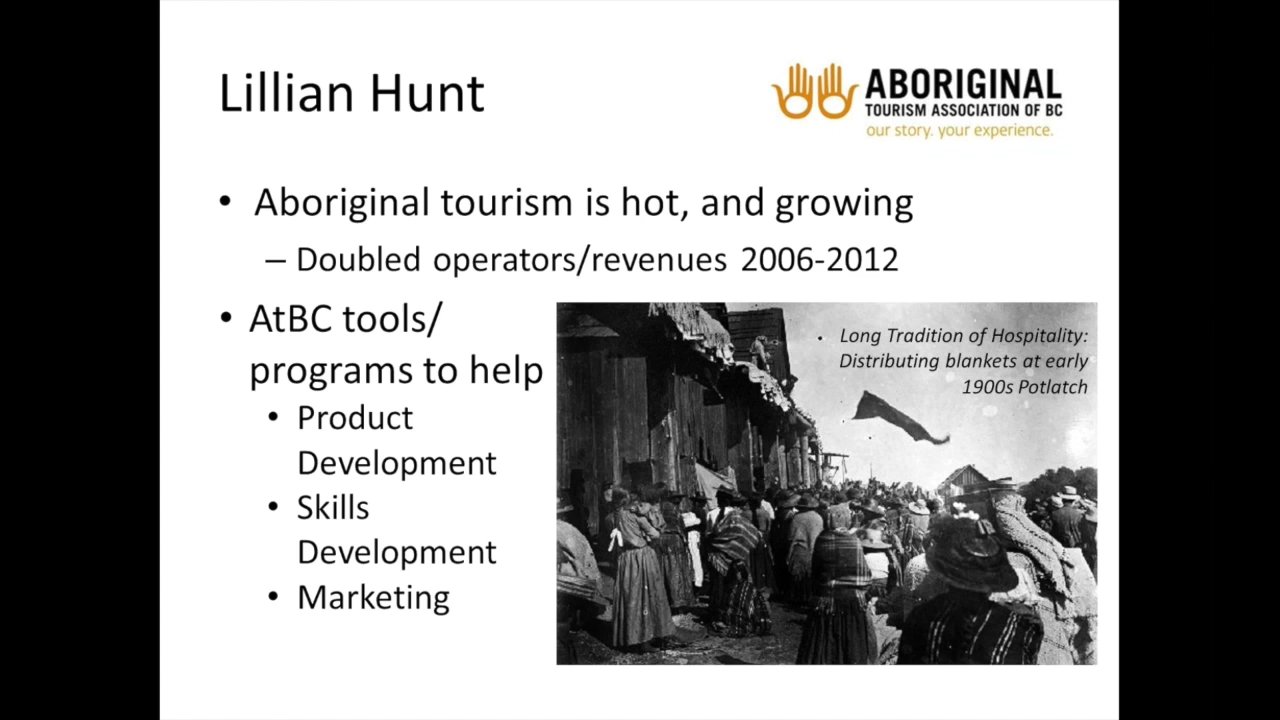 Lillian Hunt
ABORIGINAL
TOURISM ASSOCIATION OF BC
our story. your experience.
• Aboriginal tourism is hot, and growing
– Doubled operators/revenues 2006-2012
• AtBC tools/
programs to help
• Product
Development
• Skills
Development
• Marketing
• Long Tradition of Hospitality:
Distributing blankets at early
1900s Potlatch